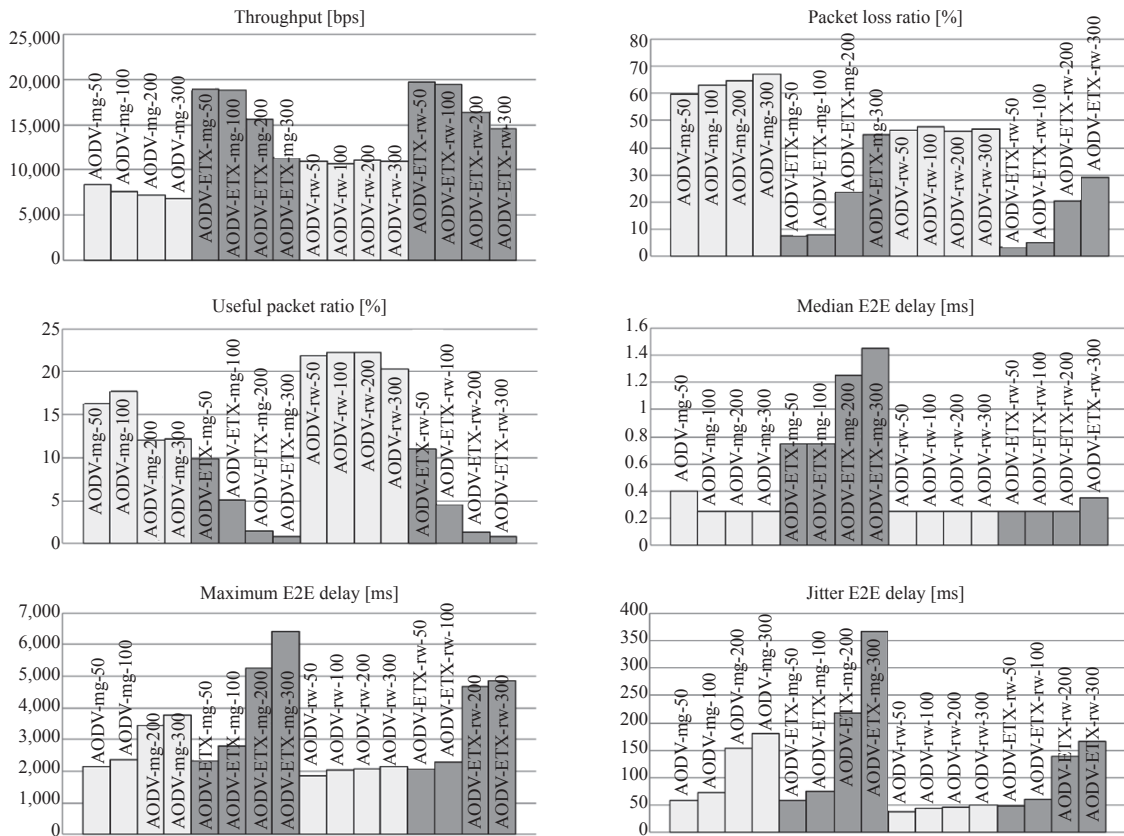 Throughput [bps]
25,000
20,000
15,000
10,000
5,000
0
AODV-mg-50
AODV-mg-100
AODV-mg-200
AODV-mg-300
AODV-ETX-mg-50
AODV-ETX-mg-100
AODV-ETX-mg-200
AODV-ETX-mg-300
AODV-rw-50
AODV-rw-100
AODV-rw-200
AODV-rw-300
AODV-ETX-rw-50
AODV-ETX-rw-100
AODV-ETX-rw-200
AODV-ETX-rw-300
Packet loss ratio [%]
80
70
60
50
40
30
20
10
0
AODV-mg-50
AODV-mg-100
AODV-mg-200
AODV-mg-300
AODV-ETX-mg-50
AODV-ETX-mg-100
AODV-ETX-mg-200
AODV-ETX-mg-300
AODV-rw-50
AODV-rw-100
AODV-rw-200
AODV-rw-300
AODV-ETX-rw-50
AODV-ETX-rw-100
AODV-ETX-rw-200
AODV-ETX-rw-300
Useful packet ratio [%]
25
20
15
10
5
0
AODV-mg-50
AODV-mg-100
AODV-mg-200
AODV-mg-300
AODV-ETX-mg-50
AODV-ETX-mg-100
AODV-ETX-mg-200
AODV-ETX-mg-300
AODV-rw-50
AODV-rw-100
AODV-rw-200
AODV-rw-300
AODV-ETX-rw-50
AODV-ETX-rw-100
AODV-ETX-rw-200
AODV-ETX-rw-300
Median E2E delay [ms]
1.6
1.4
1.2
1
0.8
0.6
0.4
0.2
0
AODV-mg-50
AODV-mg-100
AODV-mg-200
AODV-mg-300
AODV-ETX-mg-50
AODV-ETX-mg-100
AODV-ETX-mg-200
AODV-ETX-mg-300
AODV-rw-50
AODV-rw-100
AODV-rw-200
AODV-rw-300
AODV-ETX-rw-50
AODV-ETX-rw-100
AODV-ETX-rw-200
AODV-ETX-rw-300
Maximum E2E delay [ms]
7,000
6,000
5,000
4,000
3,000
2,000
1,000
0
AODV-mg-50
AODV-mg-100
AODV-mg-200
AODV-mg-300
AODV-ETX-mg-50
AODV-ETX-mg-100
AODV-ETX-mg-200
AODV-ETX-mg-300
AODV-rw-50
AODV-rw-100
AODV-rw-200
AODV-rw-300
AODV-ETX-rw-50
AODV-ETX-rw-100
AODV-ETX-rw-200
AODV-ETX-rw-300
Jitter E2E delay [ms]
400
350
300
250
200
150
100
50
0
AODV-mg-50
AODV-mg-100
AODV-mg-200
AODV-mg-300
AODV-ETX-mg-50
AODV-ETX-mg-100
AODV-ETX-mg-200
AODV-ETX-mg-300
AODV-rw-50
AODV-rw-100
AODV-rw-200
AODV-rw-300
AODV-ETX-rw-50
AODV-ETX-rw-100
AODV-ETX-rw-200
AODV-ETX-rw-300